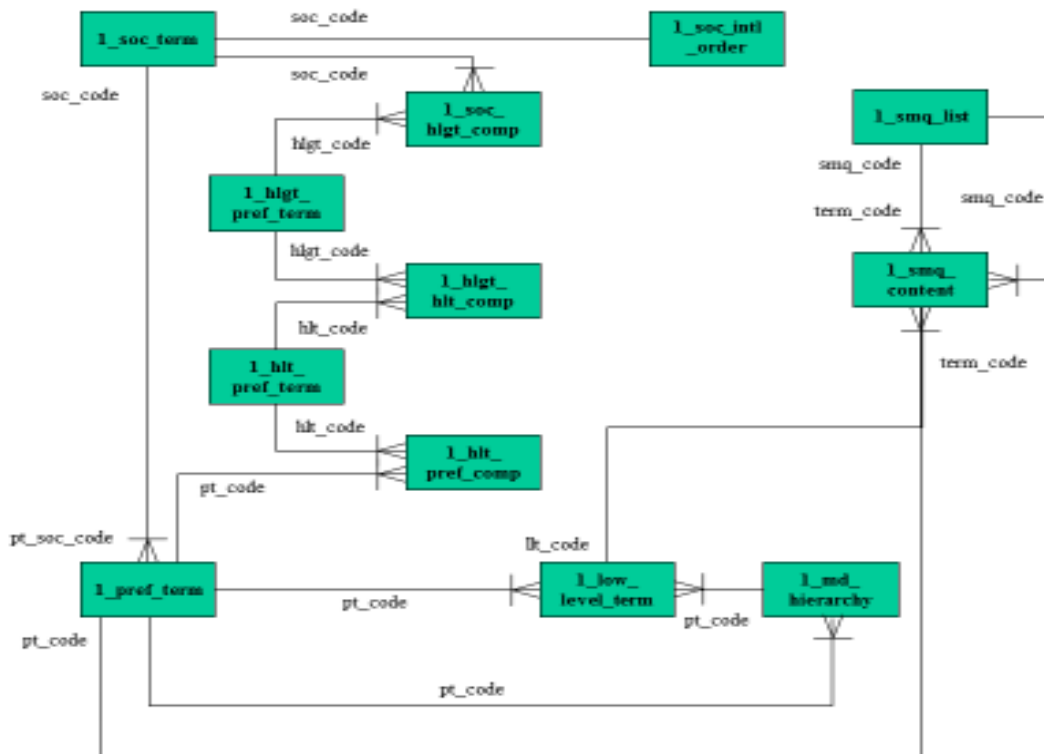 soc_code
1_soc_term
1_soc_intl
_order
soc_code
soc_code
1_soc_
hlgt_comp
1_smq_list
hlgt_code
smq_code
1_hlgt_
pref_term
smq_code
term_code
hlgt_code
1_hlgt_
hlt_comp
1_smq_
content
hlt_code
1_hlt_
pref_term
term_code
hlt_code
1_hlt_
pref_comp
pt_code
pt_soc_code
llt_code
1_pref_term
1_low_
level_term
1_md_
hierarchy
pt_code
pt_code
pt_code
pt_code